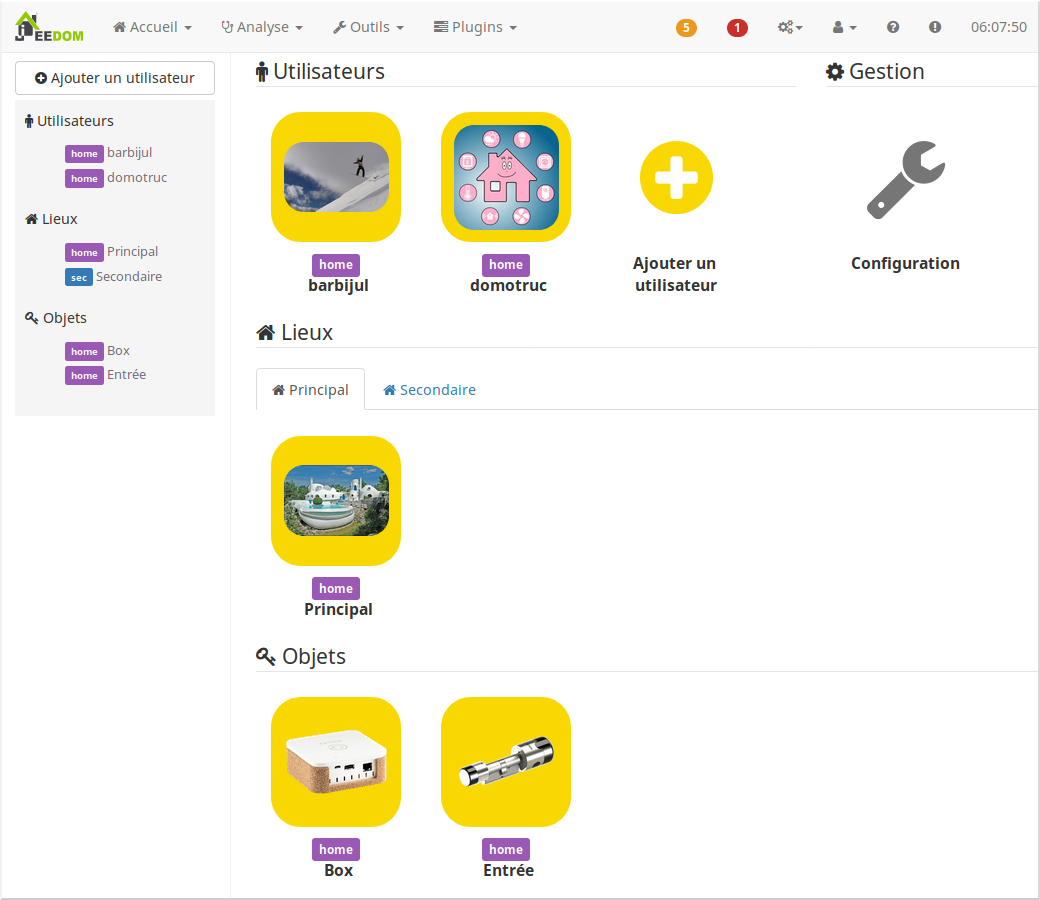 JEEDOM
Accueil
Analyse
Outils
Plugins
5
1
06:07:50
Ajouter un utilisateur
Utilisateurs
home barbijul
home domotruc
Lieux
home Principal
sec Secondaire
Objets
home Box
home Entrée
Utilisateurs
Gestion
home
barbijul
home
domotruc
Ajouter un
utilisateur
Configuration
Lieux
Principal
Secondaire
home
Principal
Objets
home
Box
home
Entrée